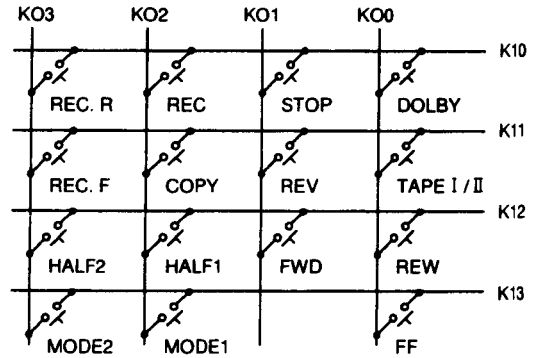 KO3 KO2 KO1 KO0
K10
REC. R REC STOP DOLBY
K11
REC. F COPY REV TAPE I / II
K12
HALF2 HALF1 FWD REW
K13
MODE2 MODE1 FF